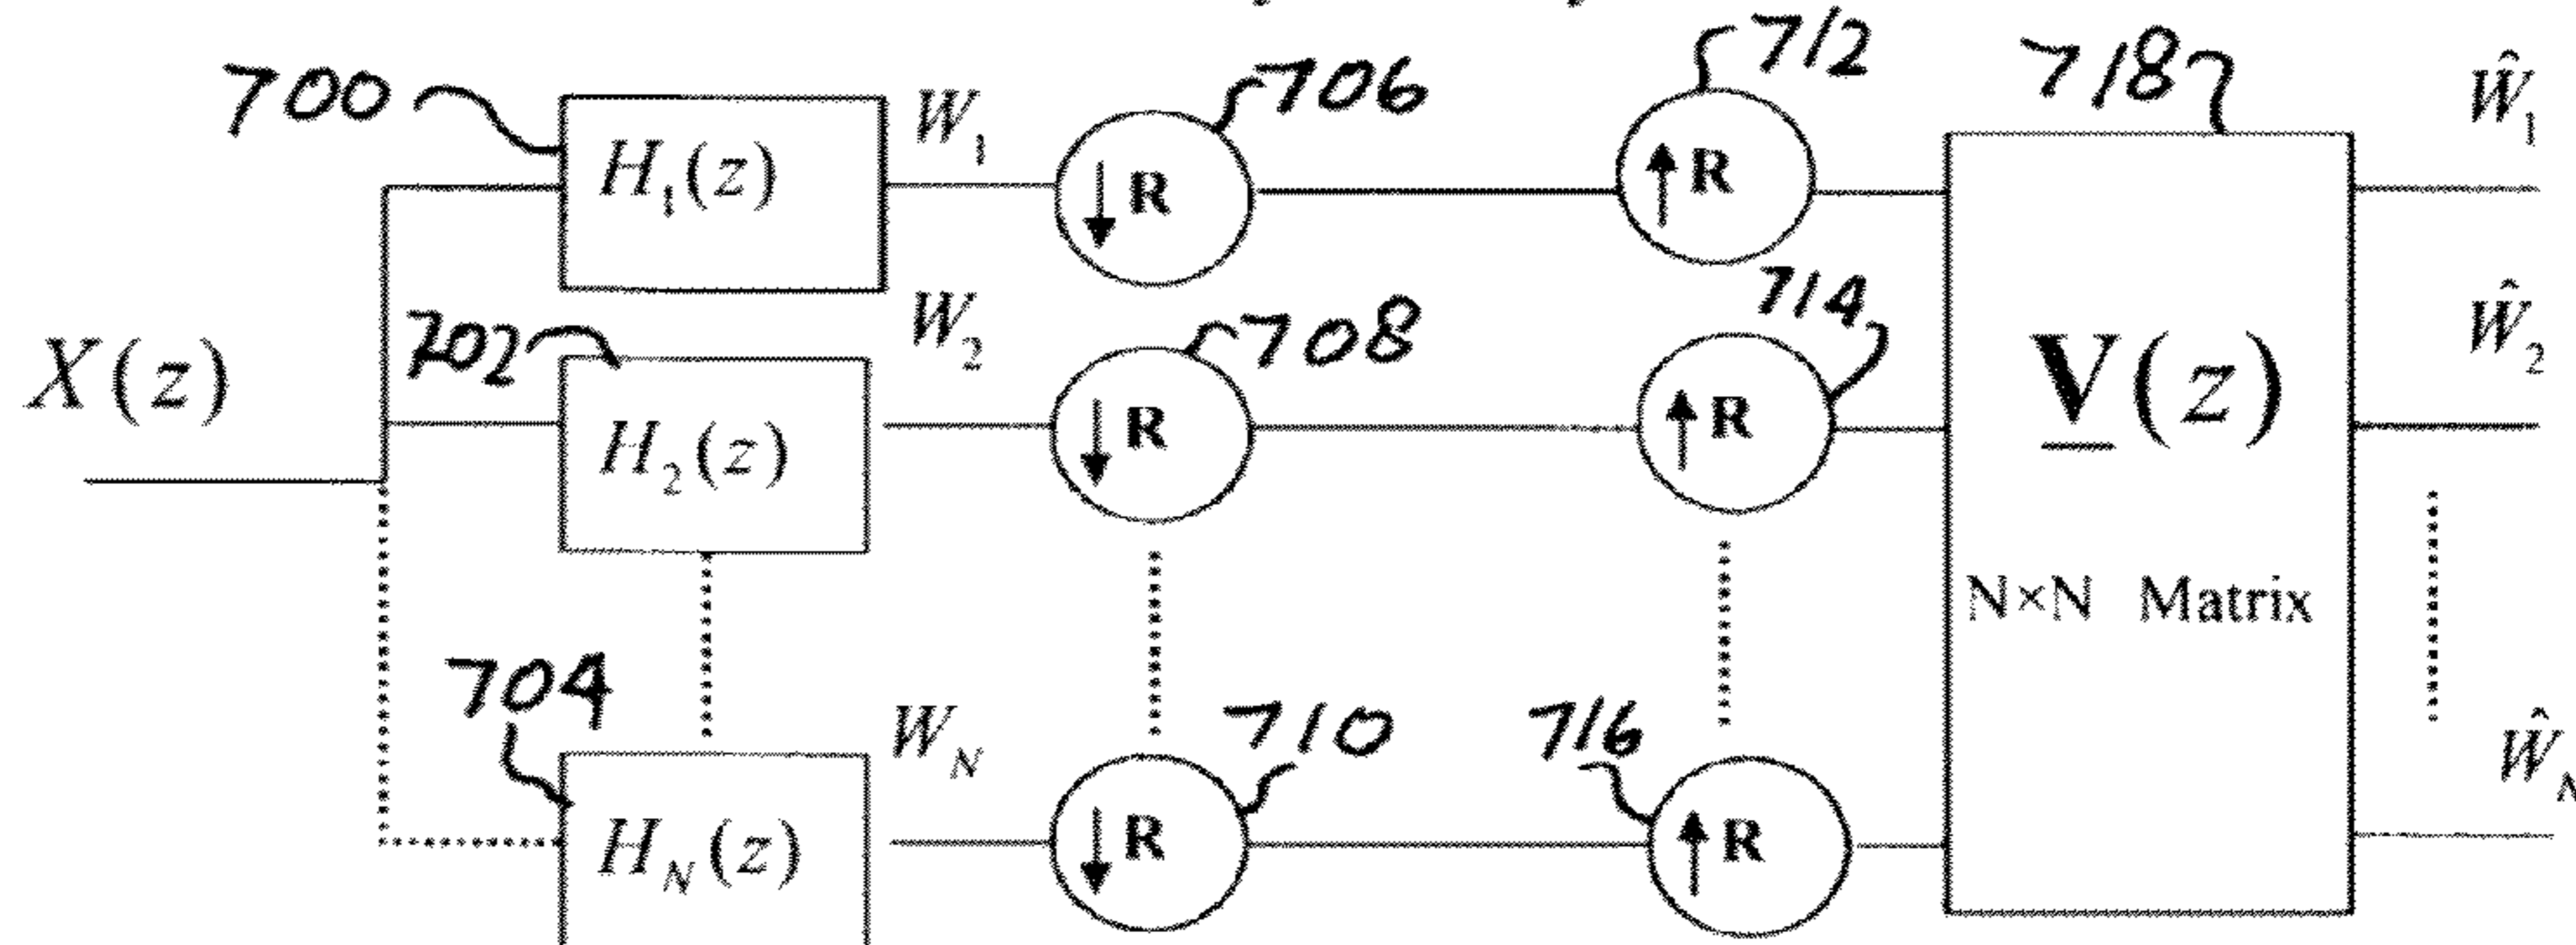 700
H₁(z)
W₁
706
↓ R
712
↑ R
718
Ŵ₁
X(z)
702
H₂(z)
W₂
708
↓ R
714
↑ R
V(z)
N×N Matrix
Ŵ₂
704
H_N(z)
W_N
710
↓ R
716
↑ R
Ŵ_N